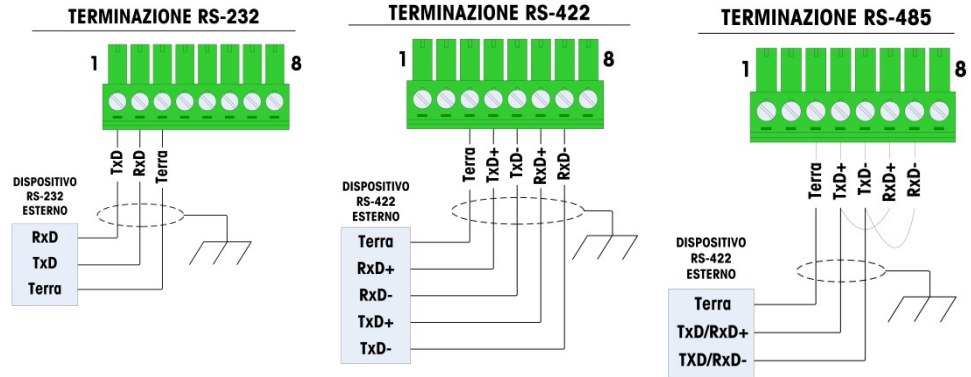 TERMINAZIONE RS-232
1 8
TxD
RxD
Terra
DISPOSITIVO
RS-232
ESTERNO
RxD
TxD
Terra
TERMINAZIONE RS-422
1 8
Terra
TxD+
TxD-
RxD+
RxD-
DISPOSITIVO
RS-422
ESTERNO
Terra
RxD+
RxD-
TxD+
TxD-
TERMINAZIONE RS-485
1 8
Terra
TxD+
TxD-
RxD+
RxD-
DISPOSITIVO
RS-422
ESTERNO
Terra
TxD/RxD+
TXD/RxD-